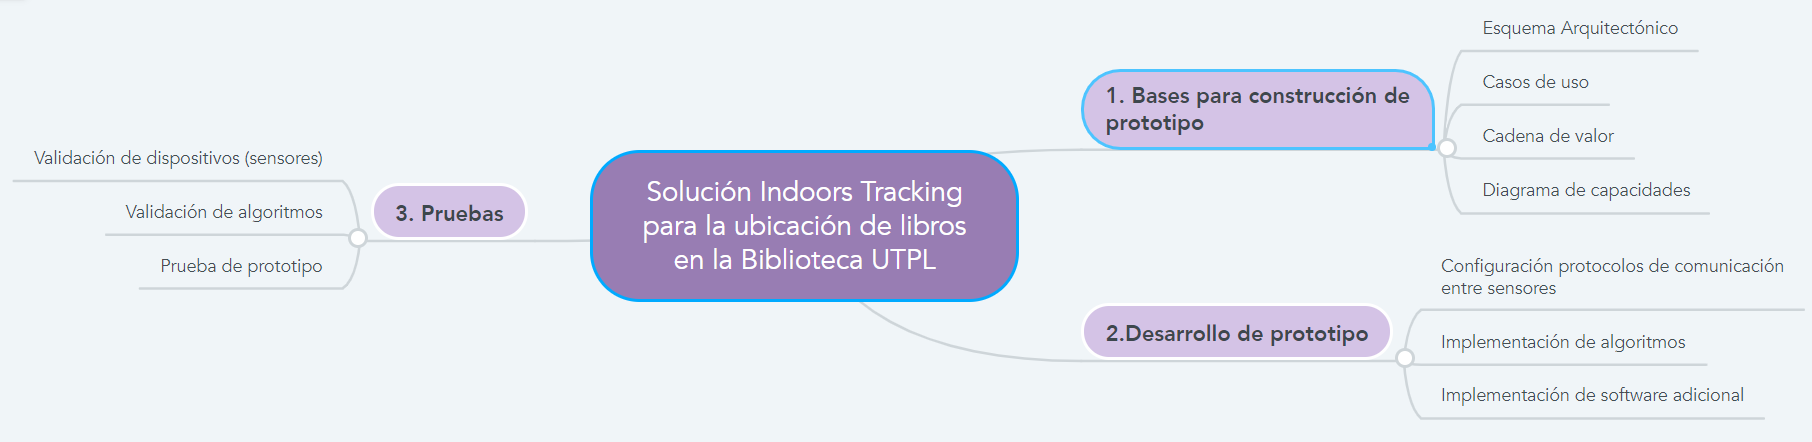 Solución Indoors Tracking
para la ubicación de libros
en la Biblioteca UTPL
1. Bases para construcción de
prototipo
Esquema Arquitectónico
Casos de uso
Cadena de valor
Diagrama de capacidades
2.Desarrollo de prototipo
Configuración protocolos de comunicación
entre sensores
Implementación de algoritmos
Implementación de software adicional
3. Pruebas
Validación de dispositivos (sensores)
Validación de algoritmos
Prueba de prototipo